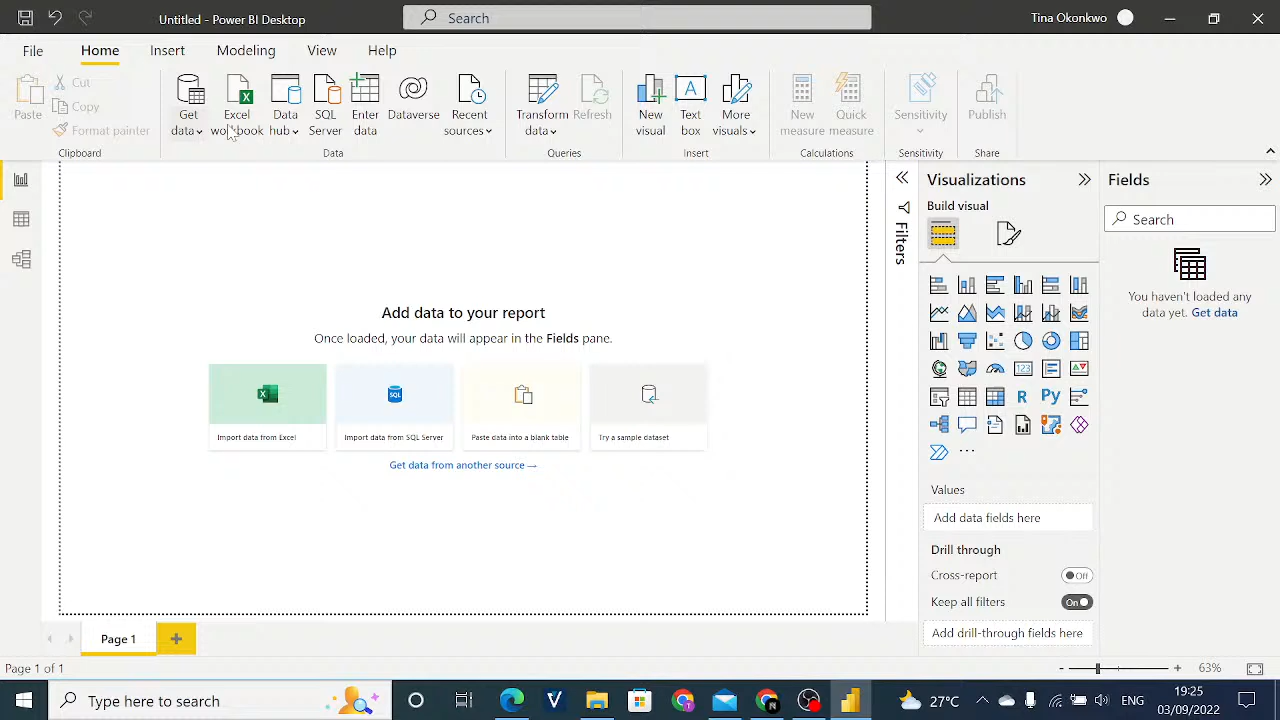 Untitled - Power BI Desktop
Search
Tina Okonkwo
File
Home
Insert
Modeling
View
Help
Paste
Cut
Copy
Format painter
Clipboard
Get data
Excel workbook
Data hub
SQL Server
Enter data
Dataverse
Recent sources
Data
Transform data
Refresh
Queries
New visual
Text box
More visuals
Insert
New measure
Quick measure
Calculations
Sensitivity
Sensitivity
Publish
Share
Add data to your report
Once loaded, your data will appear in the Fields pane.
SQL
Import data from Excel
Import data from SQL Server
Paste data into a blank table
Try a sample dataset
Get data from another source →
Filters
Visualizations
Build visual
123
R
Py
Values
Add data fields here
Drill through
Cross-report
Off
Keep all filters
On
Add drill-through fields here
Fields
Search
You haven't loaded any
data yet. Get data
Page 1
Page 1 of 1
63%
Type here to search
27°C
ENG
19:25
03/09/2022